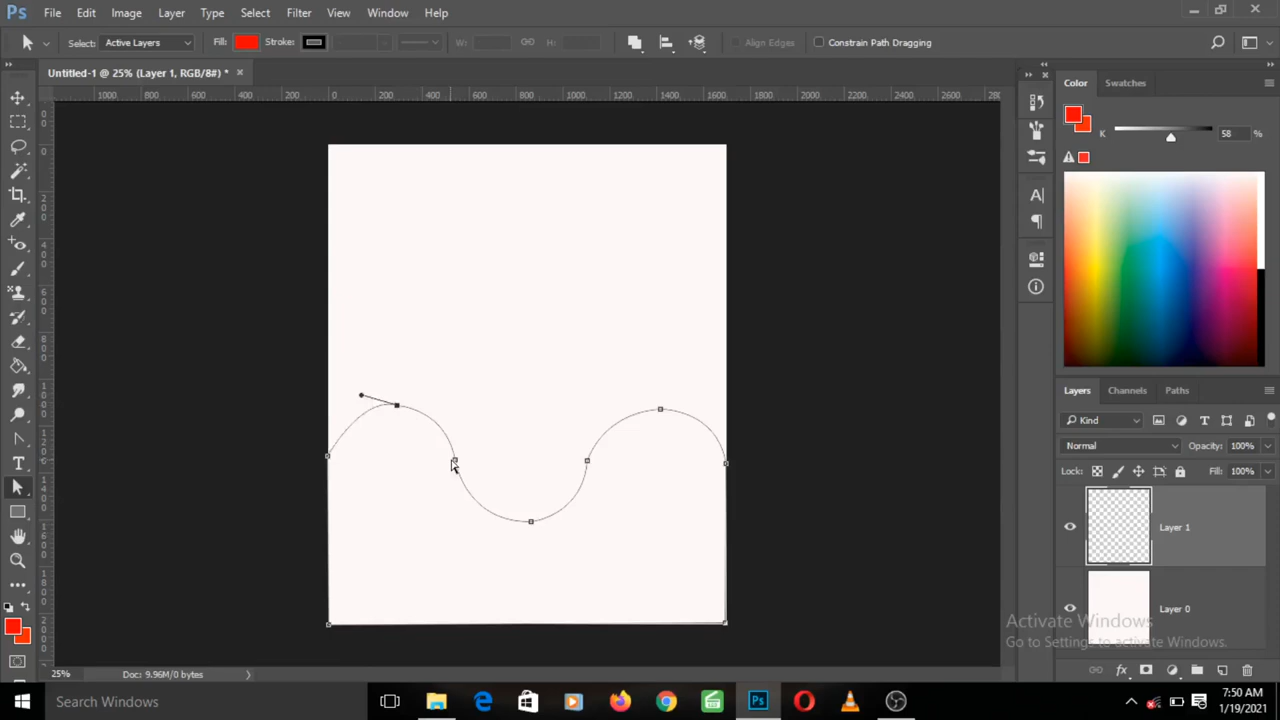 Ps File Edit Image Layer Type Select Filter View Window Help
Select: Active Layers Fill: Stroke: W: H: Align Edges Constrain Path Dragging
Untitled-1 @ 25% (Layer 1, RGB/8#) * ×
Color Swatches
1000 800 600 400 200 0 200 400 600 800 1000 1200 1400 1600 1800 2000 2200 2400 2600
K 58 %
Layers Channels Paths
Kind
Normal Opacity: 100%
Lock: Fill: 100%
Layer 1
Layer 0
Activate Windows
Go to Settings to activate Windows.
25% Doc: 9.96M/0 bytes
Search Windows
7:50 AM
1/19/2021